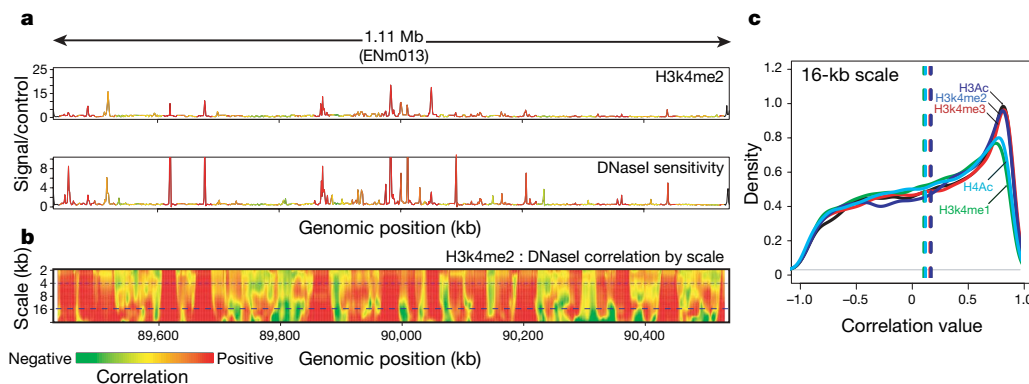 a
1.11 Mb
(ENm013)
Signal/control
25
15
5
0
H3k4me2
8
4
0
DNaseI sensitivity
Genomic position (kb)
b
H3k4me2 : DNaseI correlation by scale
Scale (kb)
2
4
16
89,600 89,800 90,000 90,200 90,400
Negative Positive
Correlation
Genomic position (kb)
c
16-kb scale
Density
1.2
1.0
0.8
0.6
0.4
0.2
0
H3Ac
H3k4me2
H3k4me3
H4Ac
H3k4me1
–1.0 –0.5 0 0.5 1.0
Correlation value